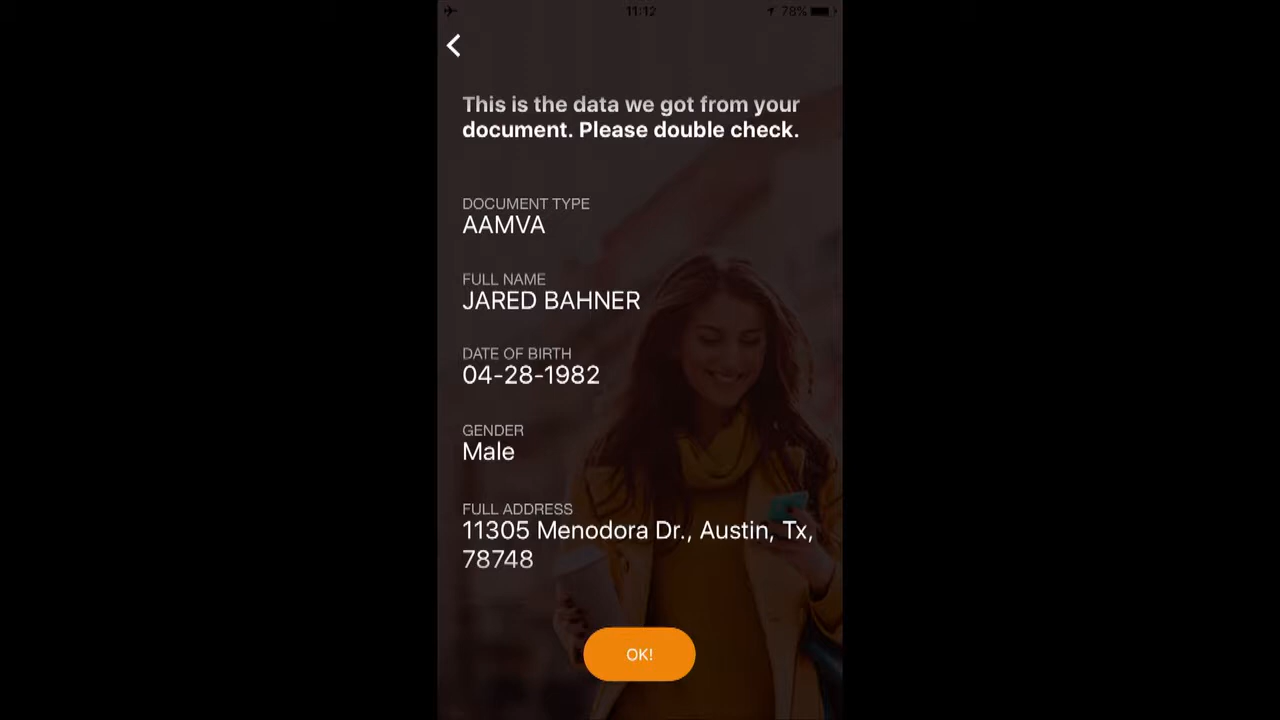 11:12
78%
This is the data we got from your
document. Please double check.
DOCUMENT TYPE
AAMVA
FULL NAME
JARED BAHNER
DATE OF BIRTH
04-28-1982
GENDER
Male
FULL ADDRESS
11305 Menodora Dr., Austin, Tx,
78748
OK!